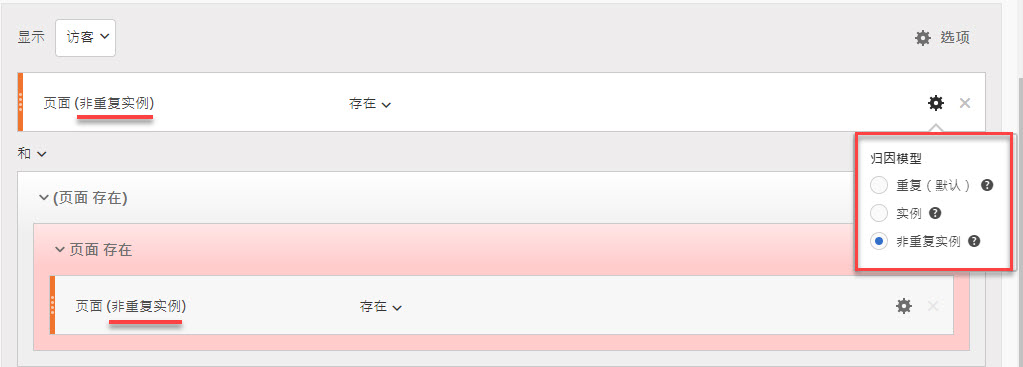 显示 访客 选项
页面 (非重复实例) 存在
和
归因模型
重复（默认）
实例
非重复实例
(页面 存在)
页面 存在
页面 (非重复实例) 存在